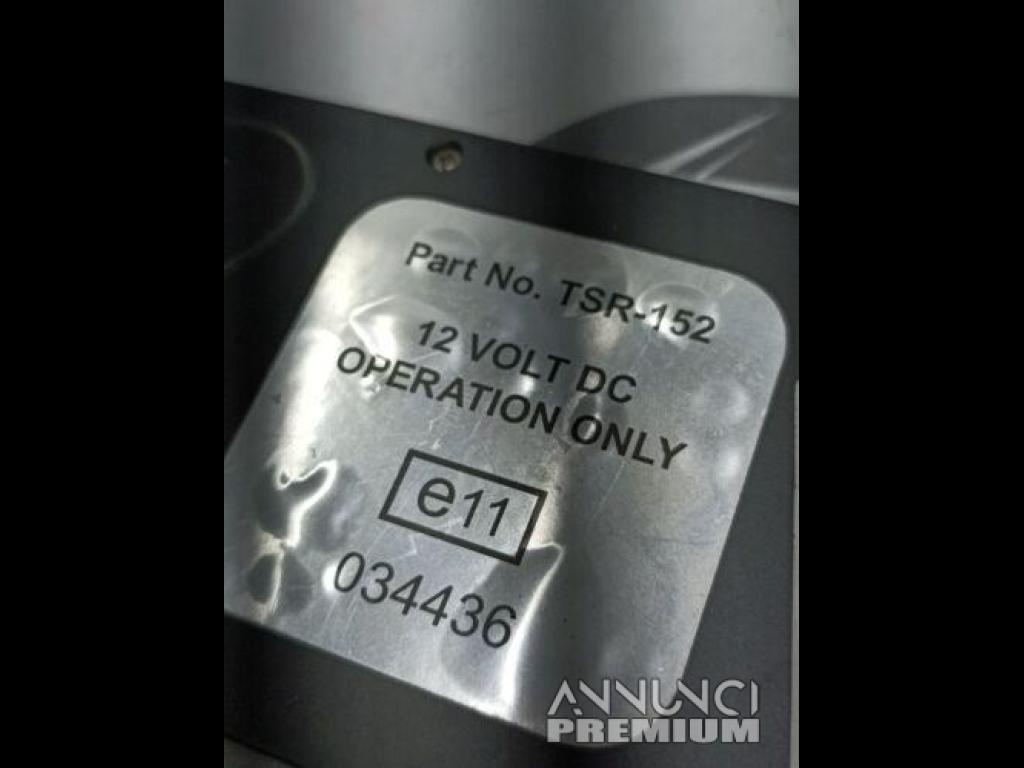 Part No. TSR-152
12 VOLT DC
OPERATION ONLY
e11
034436
ANNUNCI
PREMIUM